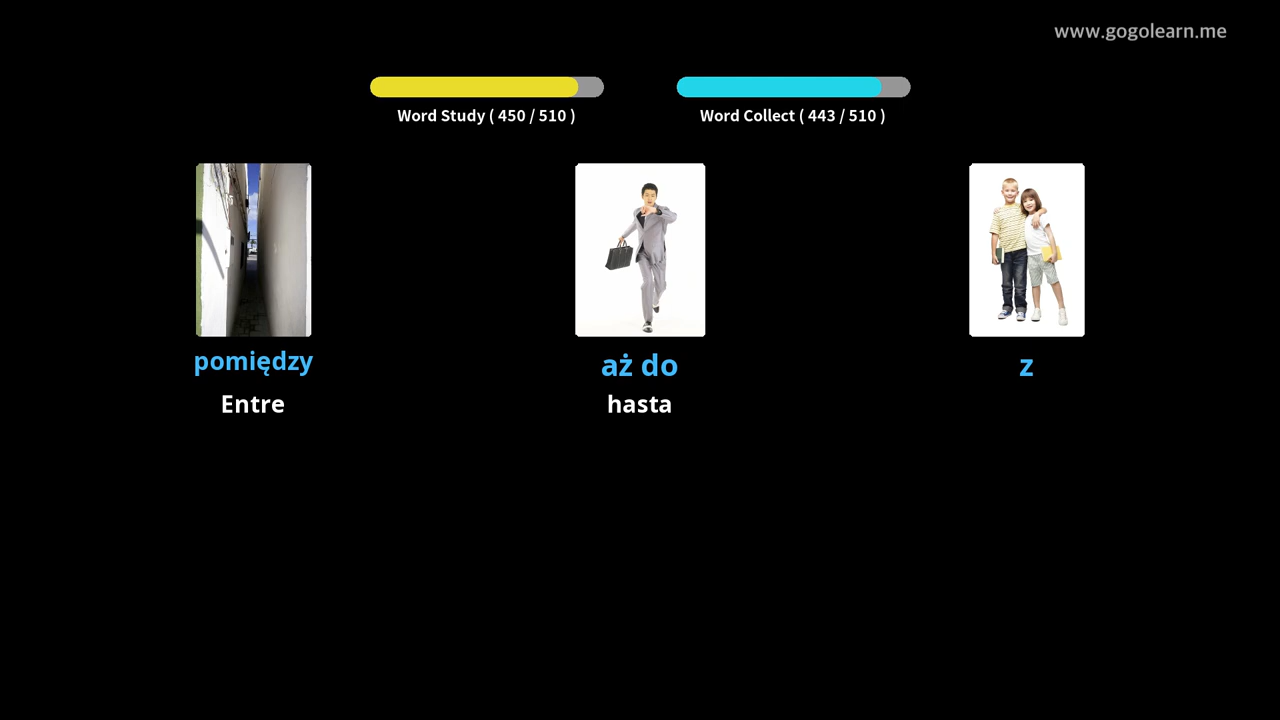 www.gogolearn.me
Word Study ( 450 / 510 )
Word Collect ( 443 / 510 )
pomiędzy
aż do
z
Entre
hasta